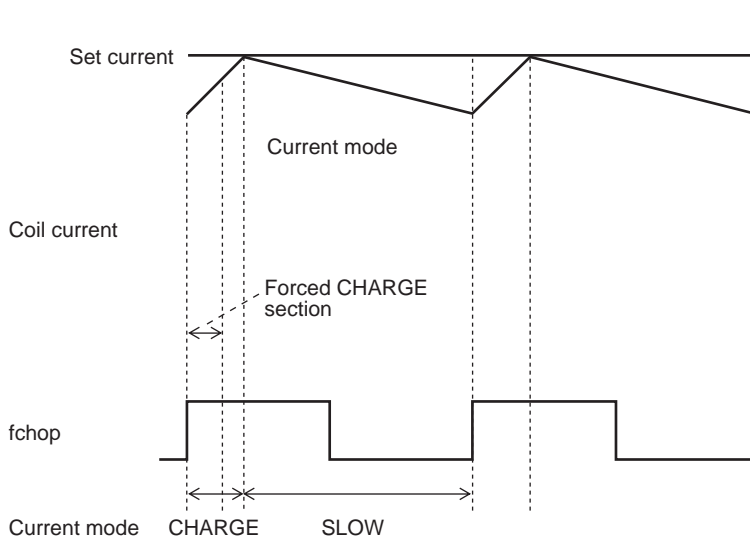 Set current
Current mode
Coil current
Forced CHARGE
section
fchop
Current mode CHARGE SLOW